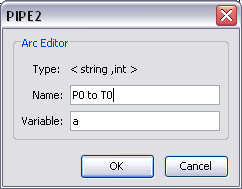 PIPE2
Arc Editor
Type: < string ,int >
Name: P0 to T0
Variable: a
OK Cancel